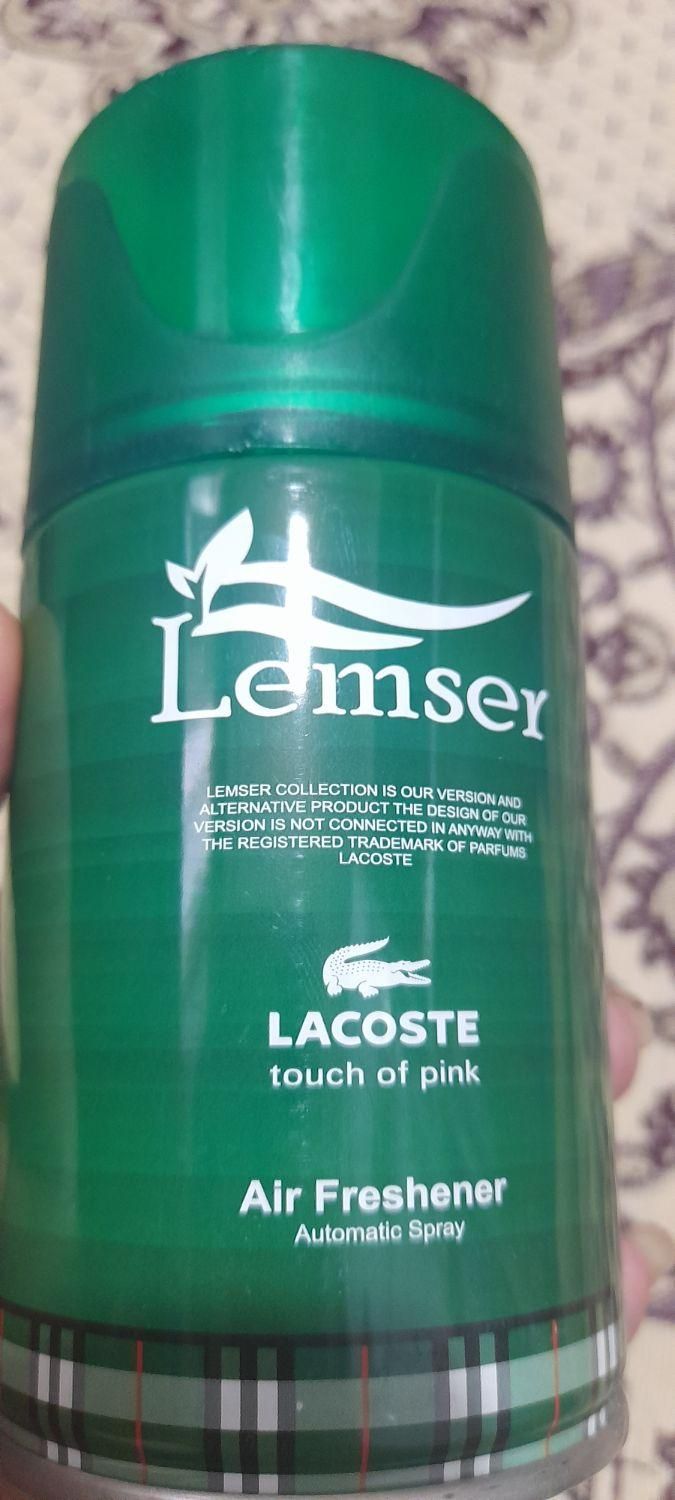 Lemser
LEMSER COLLECTION IS OUR VERSION AND
ALTERNATIVE PRODUCT THE DESIGN OF OUR
VERSION IS NOT CONNECTED IN ANYWAY WITH
THE REGISTERED TRADEMARK OF PARFUMS
LACOSTE
LACOSTE
touch of pink
Air Freshener
Automatic Spray